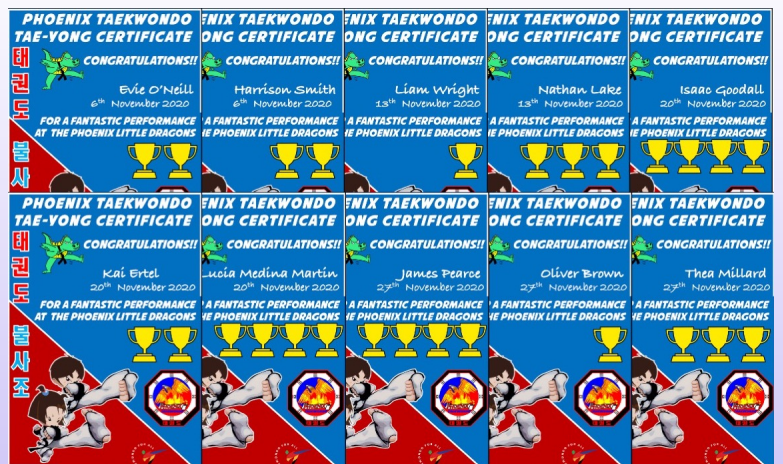 PHOENIX TAEKWONDO
TAE-YONG CERTIFICATE
CONGRATULATIONS!!
Evie O'Neill
6th November 2020
FOR A FANTASTIC PERFORMANCE
AT THE PHOENIX LITTLE DRAGONS
태권도
불사
ENIX TAEKWONDO
ONG CERTIFICATE
CONGRATULATIONS!!
Harrison Smith
6th November 2020
A FANTASTIC PERFORMANCE
HE PHOENIX LITTLE DRAGONS
ENIX TAEKWONDO
ONG CERTIFICATE
CONGRATULATIONS!!
Liam Wright
13th November 2020
A FANTASTIC PERFORMANCE
HE PHOENIX LITTLE DRAGONS
ENIX TAEKWONDO
ONG CERTIFICATE
CONGRATULATIONS!!
Nathan Lake
13th November 2020
A FANTASTIC PERFORMANCE
HE PHOENIX LITTLE DRAGONS
ENIX TAEKWONDO
ONG CERTIFICATE
CONGRATULATIONS!!
Isaac Goodall
20th November 2020
A FANTASTIC PERFORMANCE
HE PHOENIX LITTLE DRAGONS
PHOENIX TAEKWONDO
TAE-YONG CERTIFICATE
CONGRATULATIONS!!
Kai Ertel
20th November 2020
FOR A FANTASTIC PERFORMANCE
AT THE PHOENIX LITTLE DRAGONS
태권도
불사조
ENIX TAEKWONDO
ONG CERTIFICATE
CONGRATULATIONS!!
Lucia Medina Martin
20th November 2020
A FANTASTIC PERFORMANCE
HE PHOENIX LITTLE DRAGONS
ENIX TAEKWONDO
ONG CERTIFICATE
CONGRATULATIONS!!
James Pearce
27th November 2020
A FANTASTIC PERFORMANCE
HE PHOENIX LITTLE DRAGONS
ENIX TAEKWONDO
ONG CERTIFICATE
CONGRATULATIONS!!
Oliver Brown
27th November 2020
A FANTASTIC PERFORMANCE
HE PHOENIX LITTLE DRAGONS
ENIX TAEKWONDO
ONG CERTIFICATE
CONGRATULATIONS!!
Thea Millard
27th November 2020
A FANTASTIC PERFORMANCE
HE PHOENIX LITTLE DRAGONS